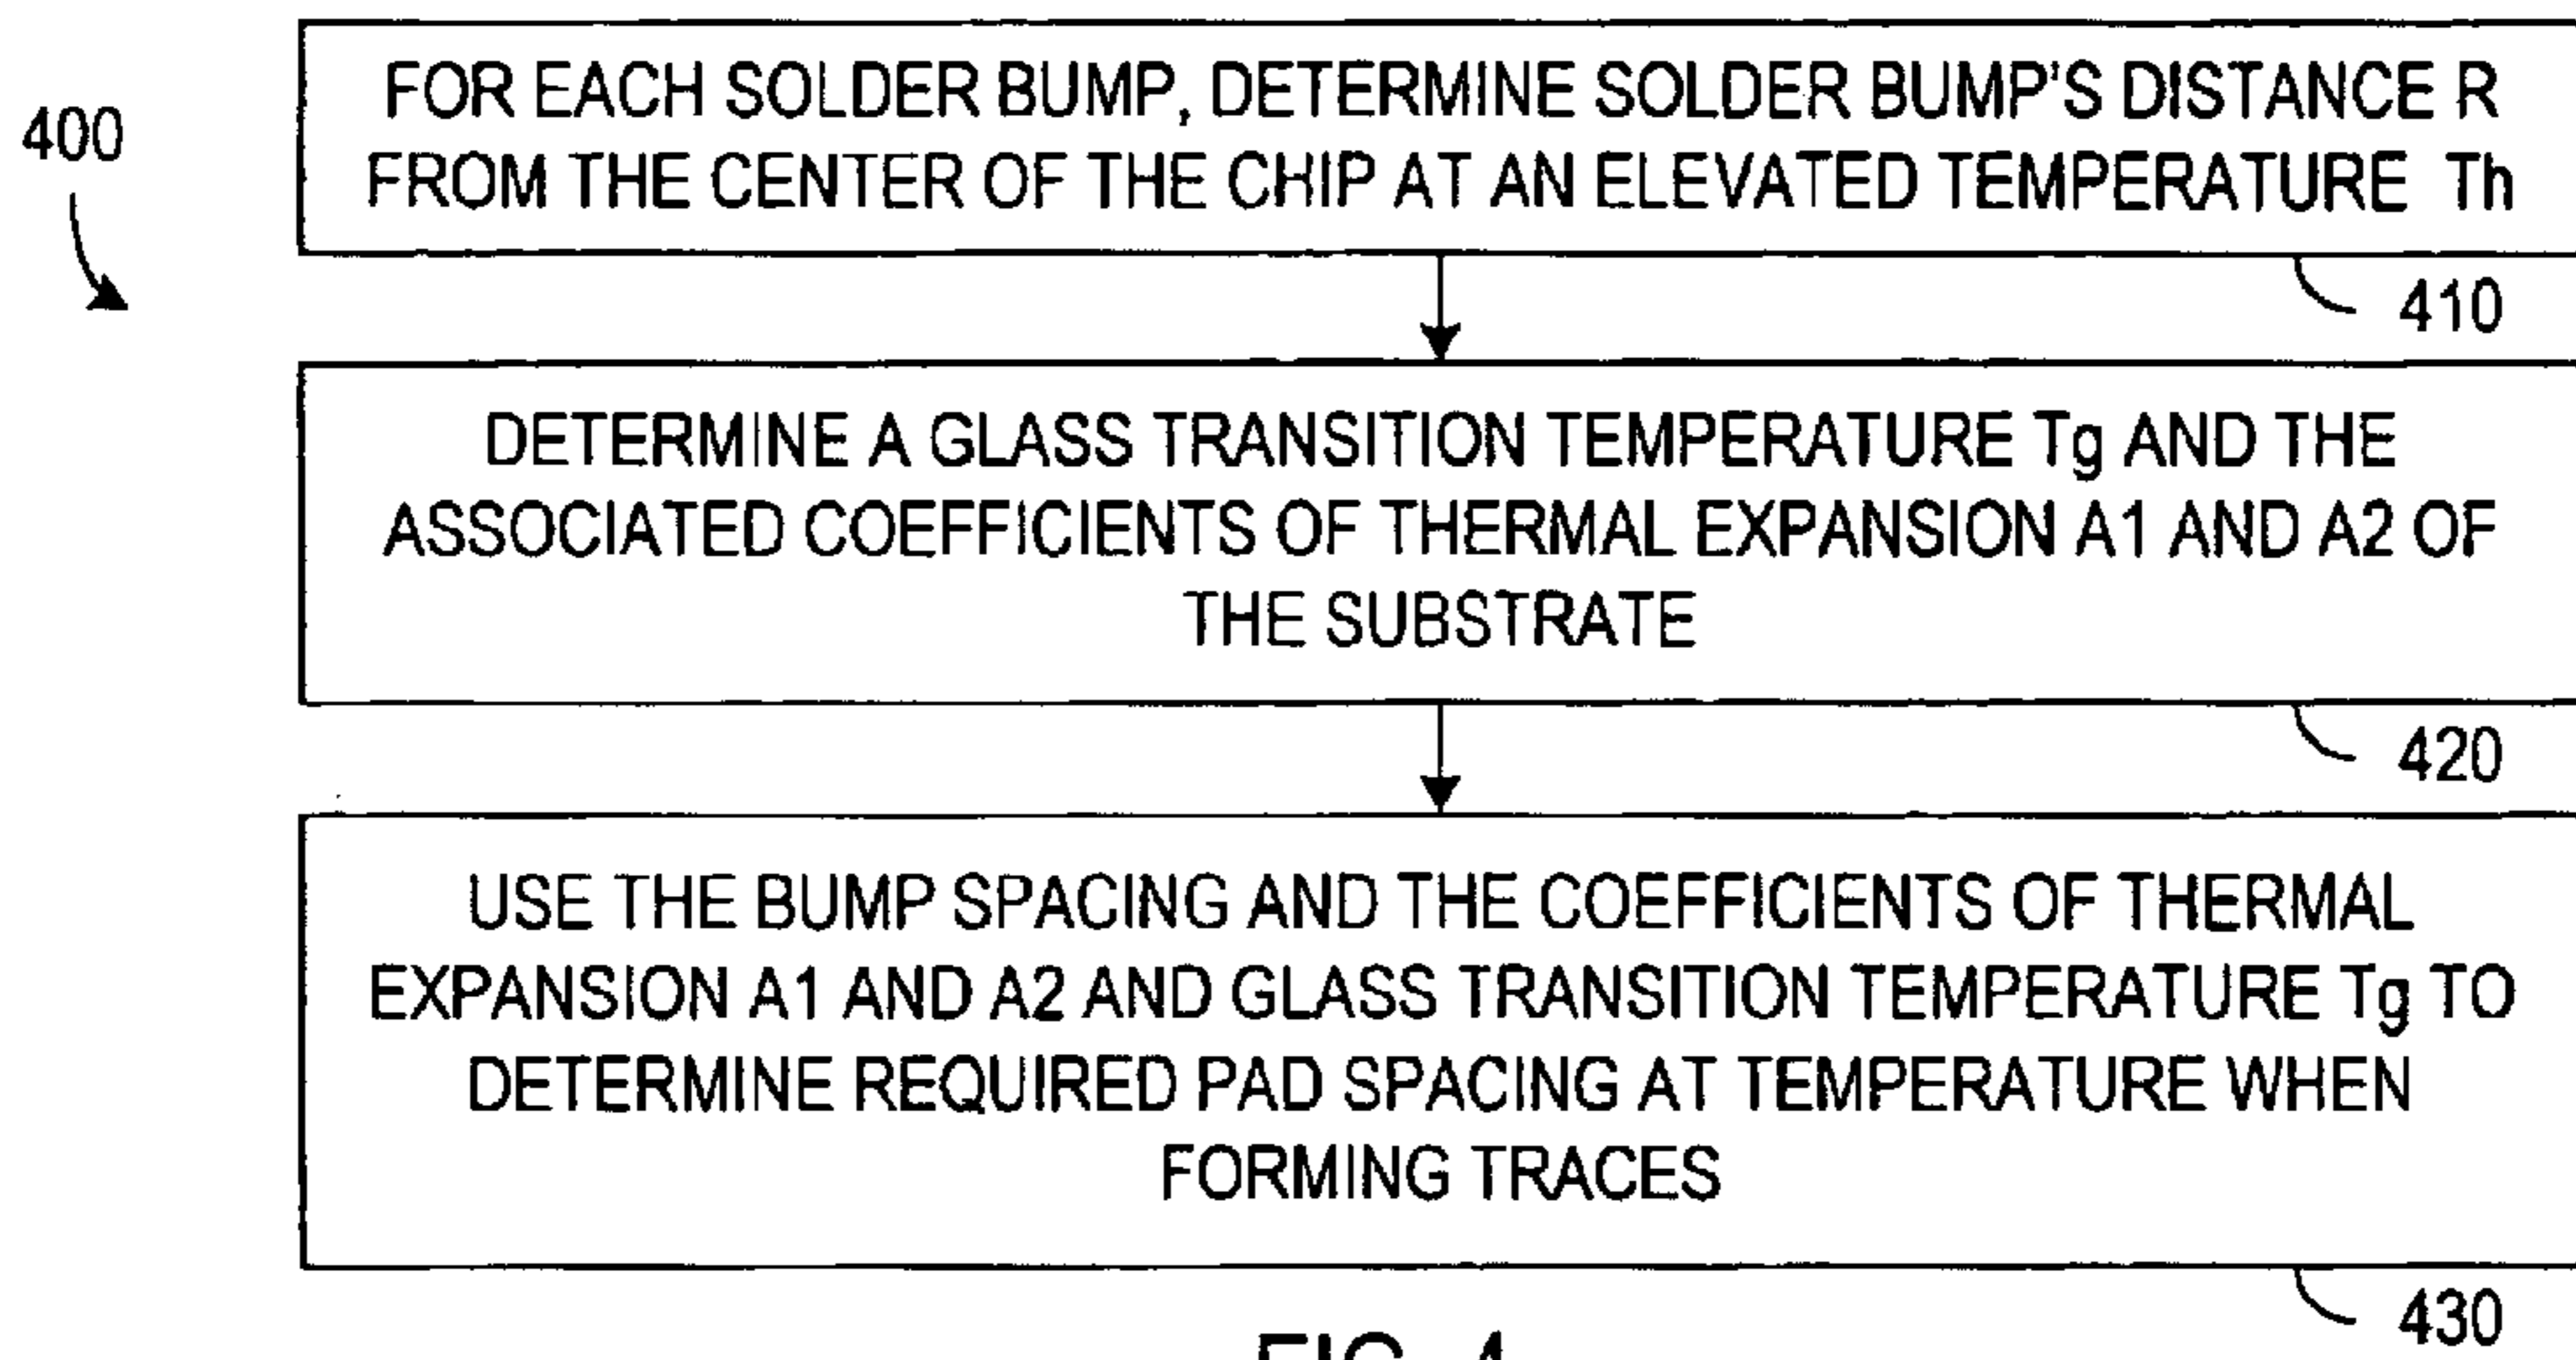 400
FOR EACH SOLDER BUMP, DETERMINE SOLDER BUMP'S DISTANCE R
FROM THE CENTER OF THE CHIP AT AN ELEVATED TEMPERATURE Th
410
DETERMINE A GLASS TRANSITION TEMPERATURE Tg AND THE
ASSOCIATED COEFFICIENTS OF THERMAL EXPANSION A1 AND A2 OF
THE SUBSTRATE
420
USE THE BUMP SPACING AND THE COEFFICIENTS OF THERMAL
EXPANSION A1 AND A2 AND GLASS TRANSITION TEMPERATURE Tg TO
DETERMINE REQUIRED PAD SPACING AT TEMPERATURE WHEN
FORMING TRACES
430
FIG. 4